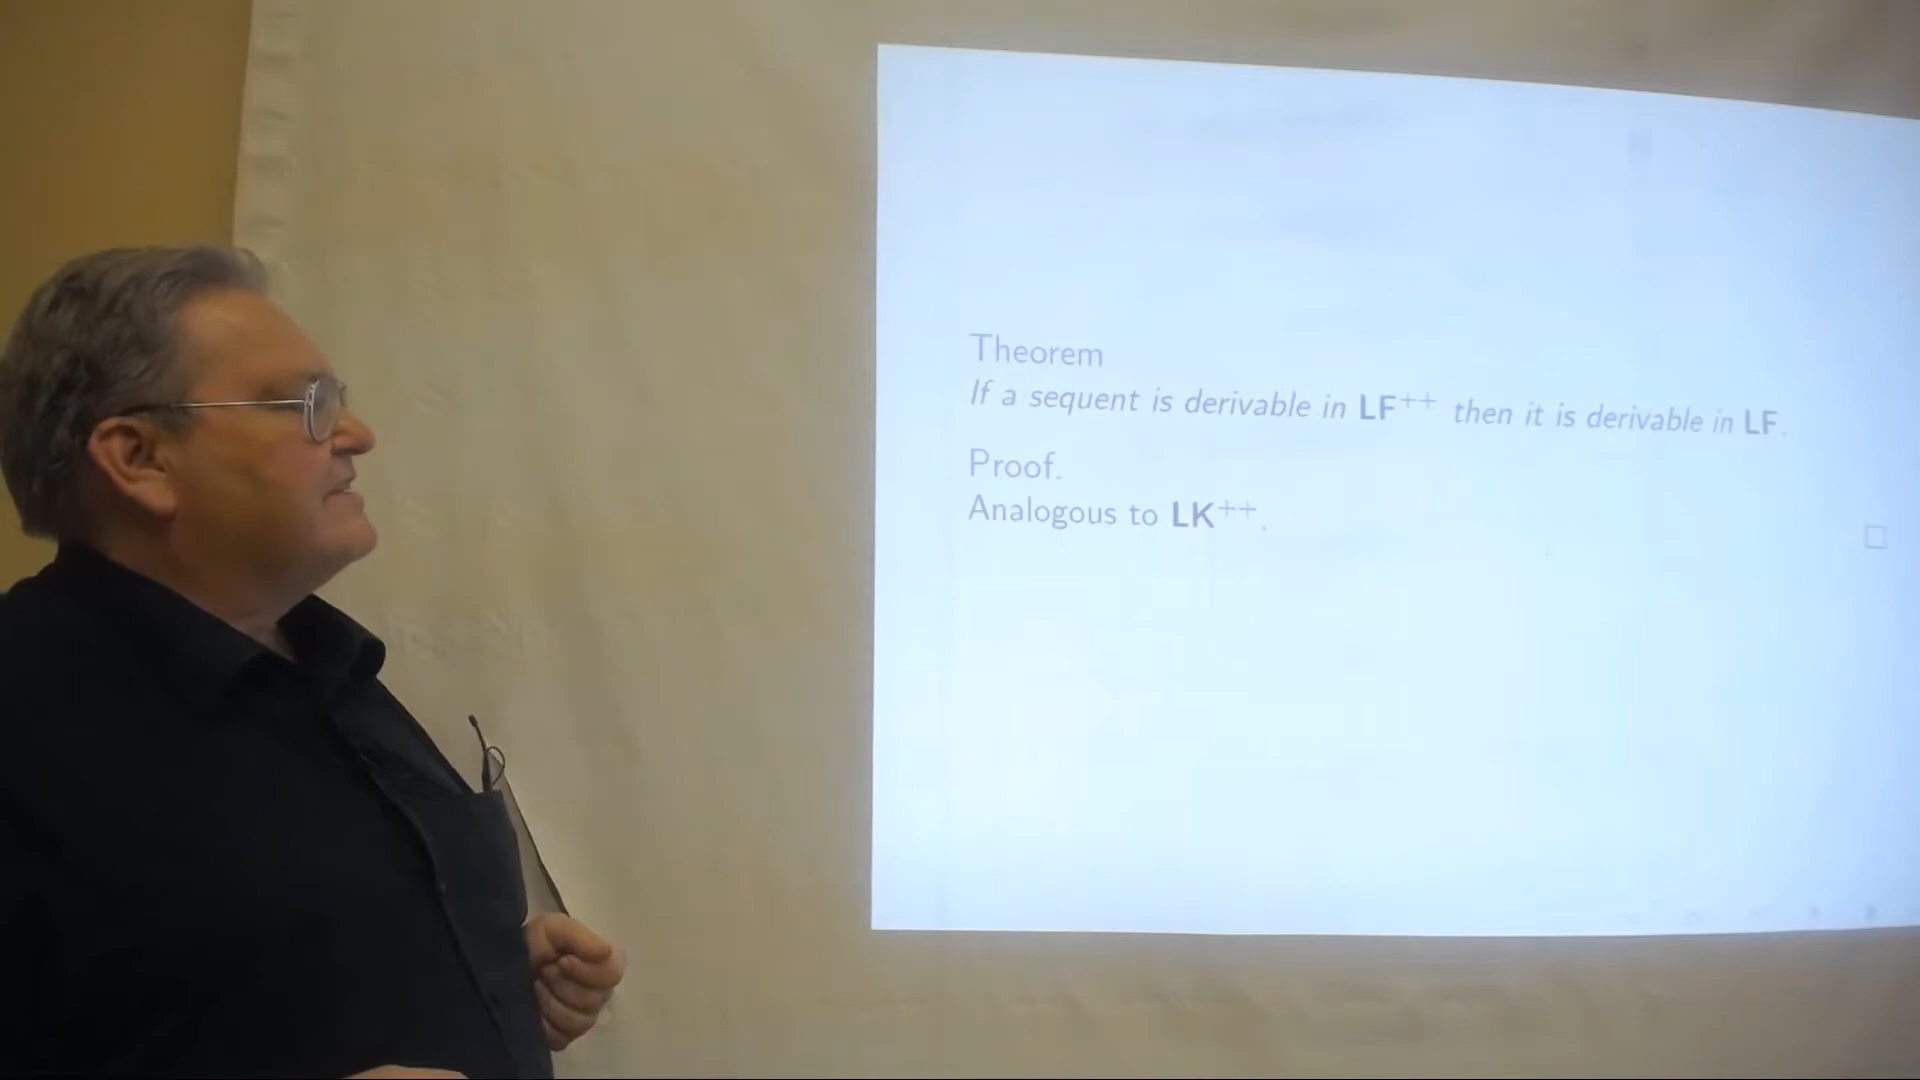 Theorem
If a sequent is derivable in LF⁺⁺ then it is derivable in LF.
Proof.
Analogous to LK⁺⁺.
□